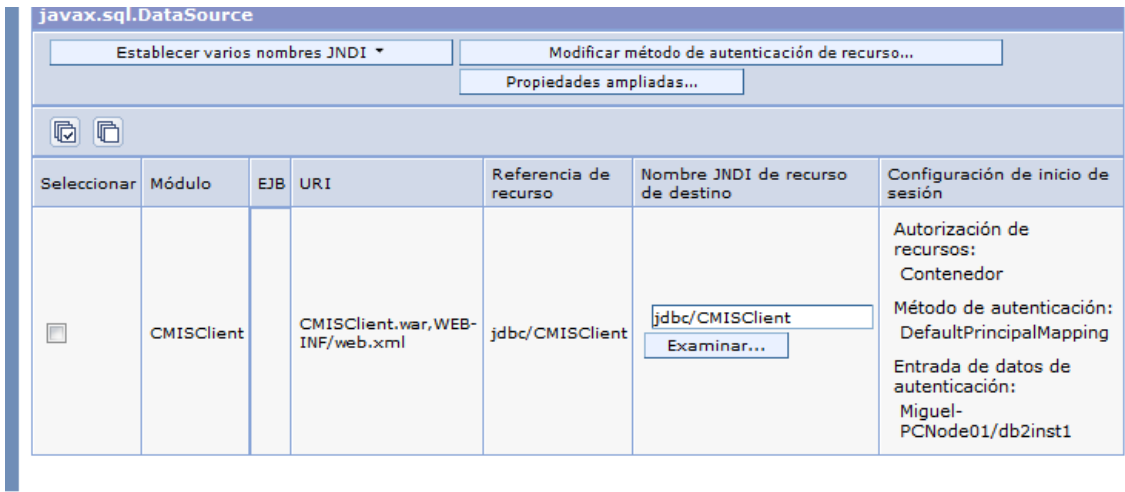 javax.sql.DataSource
Establecer varios nombres JNDI
Modificar método de autenticación de recurso...
Propiedades ampliadas...
Seleccionar
Módulo
EJB
URI
Referencia de
recurso
Nombre JNDI de recurso
de destino
Configuración de inicio de
sesión
CMISClient
CMISClient.war,WEB-
INF/web.xml
jdbc/CMISClient
jdbc/CMISClient
Examinar...
Autorización de
recursos:
Contenedor
Método de autenticación:
DefaultPrincipalMapping
Entrada de datos de
autenticación:
Miguel-
PCNode01/db2inst1